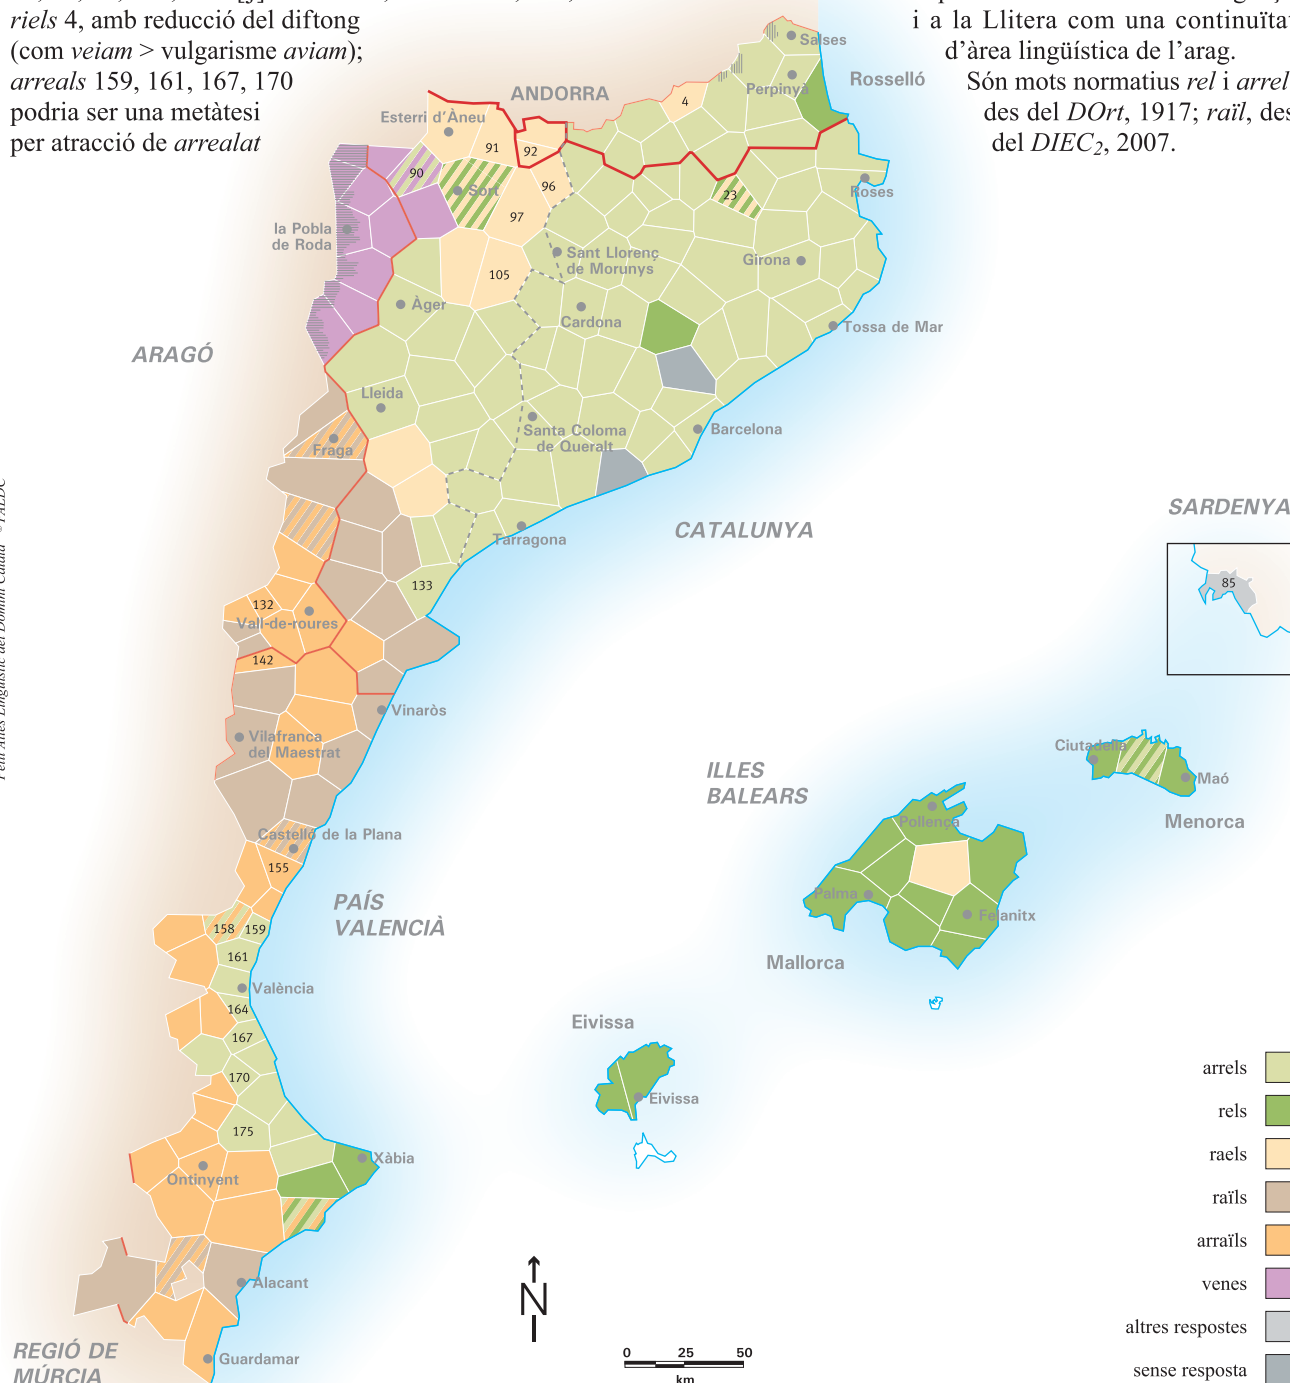 riels 4, amb reducció del diftong
(com veiam > vulgarisme aviam);
arreals 159, 161, 167, 170
podria ser una metàtesi
per atracció de arrealat
i a la Llitera com una continuïtat
d'àrea lingüística de l'arag.
Són mots normatius rel i arrel
des del DOrt, 1917; raïl, des
del DIEC2, 2007.
Salses
Rosselló
Perpinyà
ANDORRA
4
Esterri d'Àneu
91
92
90
Sort
96
97
23
Roses
la Pobla
de Roda
Sant Llorenç
de Morunys
Girona
105
Àger
Cardona
Tossa de Mar
ARAGÓ
Lleida
Santa Coloma
de Queralt
Barcelona
Fraga
CATALUNYA
Tarragona
SARDENYA
85
133
132
Vall-de-roures
142
Vinaròs
Vilafranca
del Maestrat
Ciutadella
Maó
Menorca
ILLES
BALEARS
Pollença
Castelló de la Plana
155
Palma
Felanitx
Mallorca
PAÍS
VALENCIÀ
158
159
161
València
164
167
170
175
Eivissa
Eivissa
Xàbia
Ontinyent
Alacant
Guardamar
REGIÓ DE
MÚRCIA
N
0 25 50
km
arrels
rels
raels
raïls
arraïls
venes
altres respostes
sense resposta